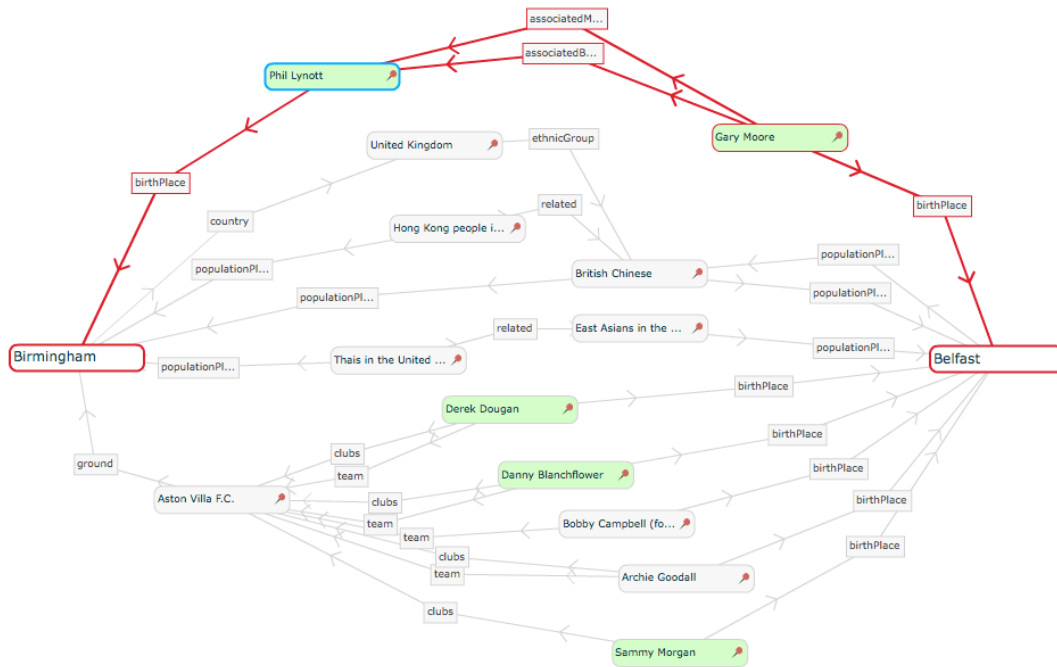 associatedM...
associatedB...
Phil Lynott
Gary Moore
United Kingdom
ethnicGroup
birthPlace
birthPlace
related
country
Hong Kong people i...
populationPl...
British Chinese
populationPl...
populationPl...
populationPl...
related
East Asians in the ...
Birmingham
populationPl...
Thais in the United ...
populationPl...
Belfast
birthPlace
Derek Dougan
birthPlace
clubs
ground
team
Danny Blanchflower
birthPlace
Aston Villa F.C.
clubs
birthPlace
team
Bobby Campbell (fo...
team
birthPlace
clubs
team
Archie Goodall
clubs
Sammy Morgan